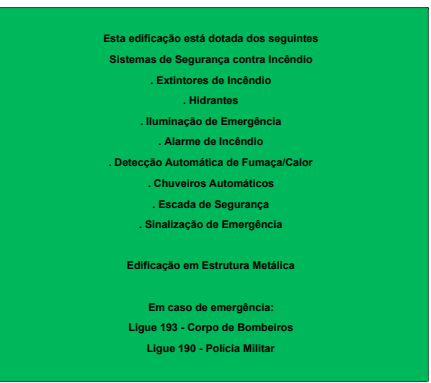 Esta edificação está dotada dos seguintes
Sistemas de Segurança contra Incêndio
. Extintores de Incêndio
. Hidrantes
. Iluminação de Emergência
. Alarme de Incêndio
. Detecção Automática de Fumaça/Calor
. Chuveiros Automáticos
. Escada de Segurança
. Sinalização de Emergência
Edificação em Estrutura Metálica
Em caso de emergência:
Ligue 193 - Corpo de Bombeiros
Ligue 190 - Polícia Militar